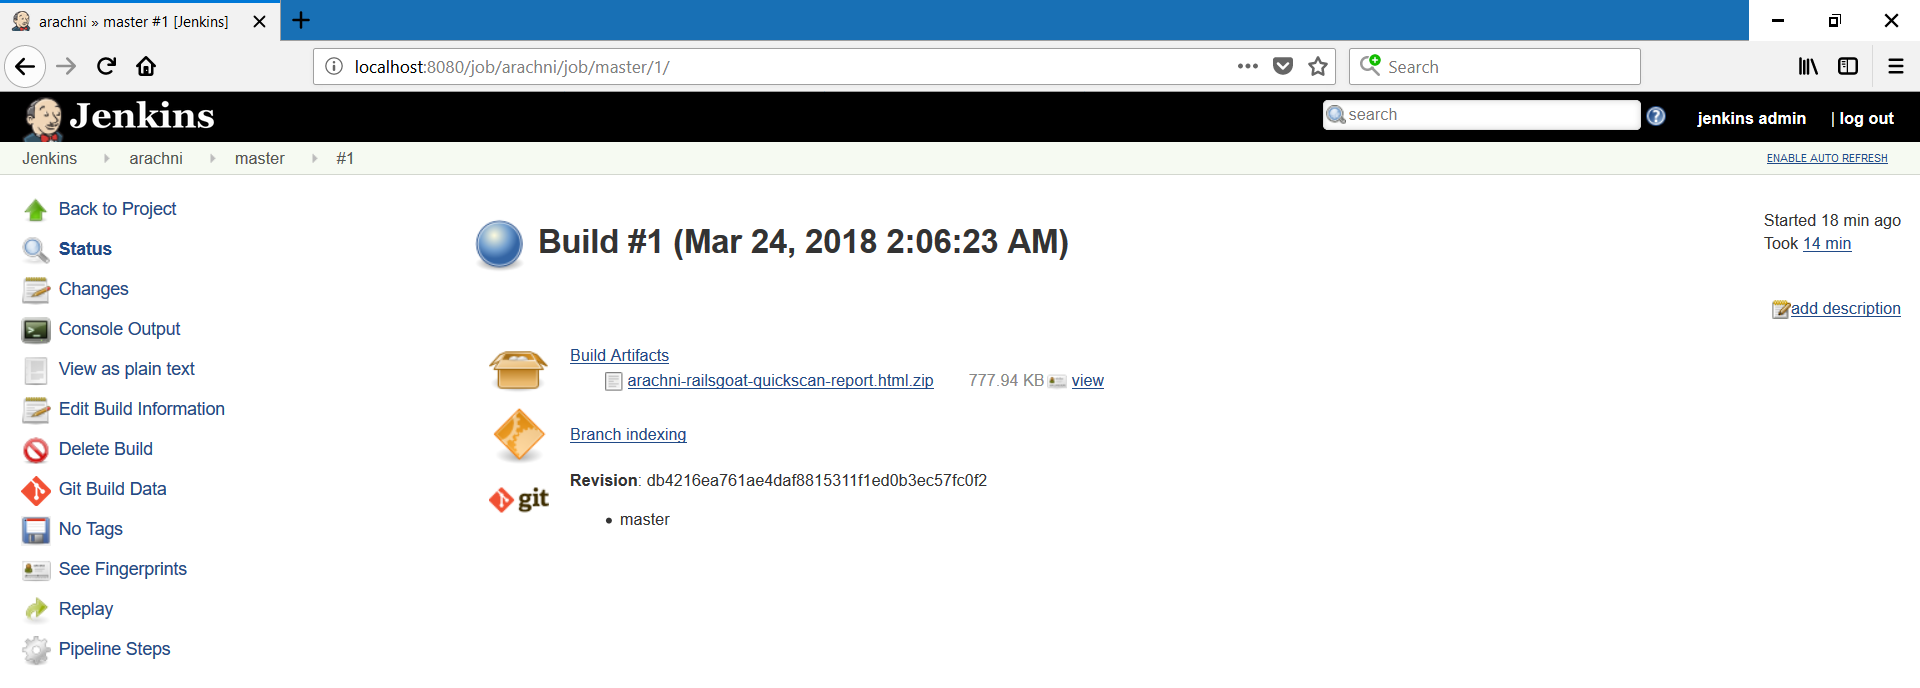 arachni » master #1 [Jenkins]
localhost:8080/job/arachni/job/master/1/
Search
Jenkins
search
jenkins admin
| log out
Jenkins
arachni
master
#1
ENABLE AUTO REFRESH
Back to Project
Status
Changes
Console Output
View as plain text
Edit Build Information
Delete Build
Git Build Data
No Tags
See Fingerprints
Replay
Pipeline Steps
Build #1 (Mar 24, 2018 2:06:23 AM)
Started 18 min ago
Took 14 min
add description
Build Artifacts
arachni-railsgoat-quickscan-report.html.zip 777.94 KB view
Branch indexing
git
Revision: db4216ea761ae4daf8815311f1ed0b3ec57fc0f2
• master